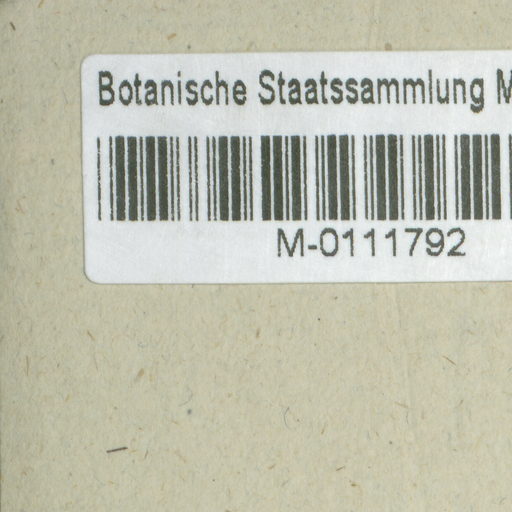 Botanische Staatssammlung M
M-0111792